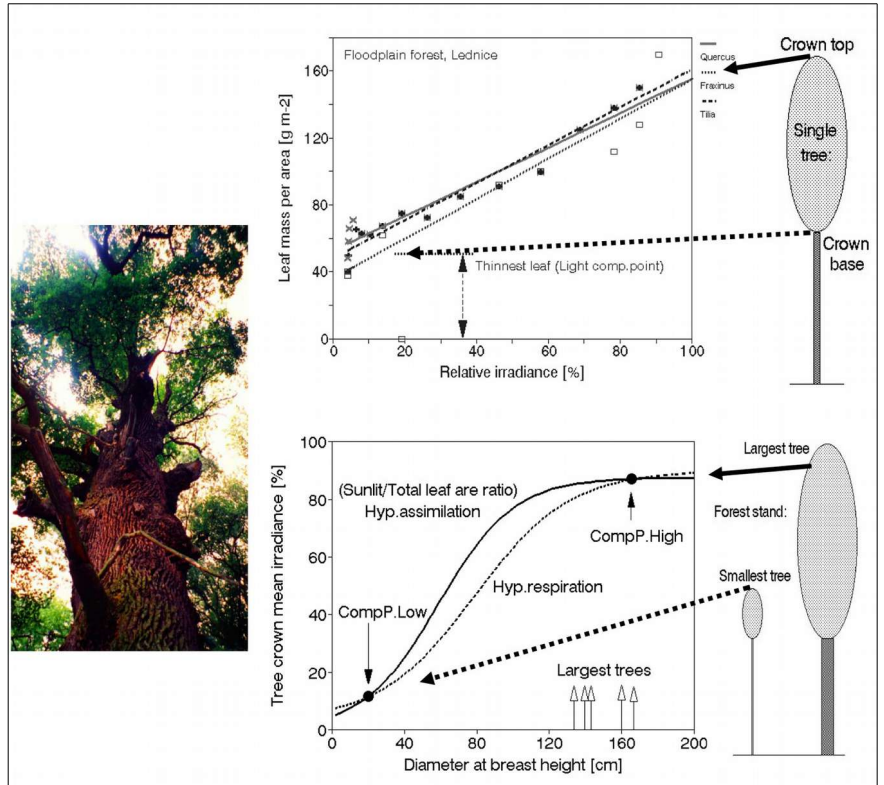 Floodplain forest, Lednice
Leaf mass per area [g m-2]
160
120
80
40
0
0
20
40
60
80
100
Relative irradiance [%]
Quercus
Fraxinus
Tilia
Thinnest leaf (Light comp.point)
Crown top
Single
tree:
Crown
base
Tree crown mean irradiance [%]
100
80
60
40
20
0
0
40
80
120
160
200
Diameter at breast height [cm]
(Sunlit/Total leaf are ratio)
Hyp.assimilation
CompP.High
Hyp.respiration
CompP.Low
Largest trees
Largest tree
Forest stand:
Smallest tree